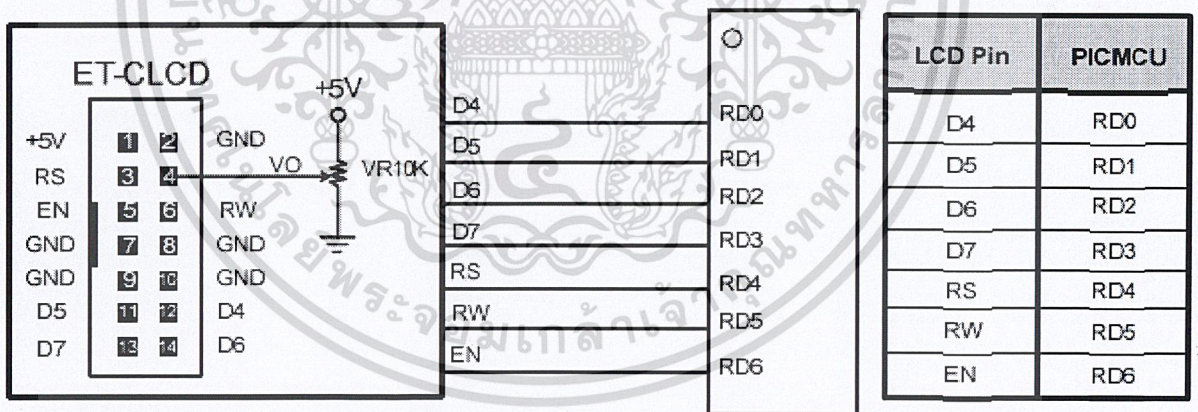 ET-CLCD
+5V
+5V 1 2 GND
RS 3 4 VO VR10K
EN 5 6 RW
GND 7 8 GND
GND 9 10 GND
D5 11 12 D4
D7 13 14 D6
D4 RD0
D5 RD1
D6 RD2
D7 RD3
RS RD4
RW RD5
EN RD6
LCD Pin PICMCU
D4 RD0
D5 RD1
D6 RD2
D7 RD3
RS RD4
RW RD5
EN RD6